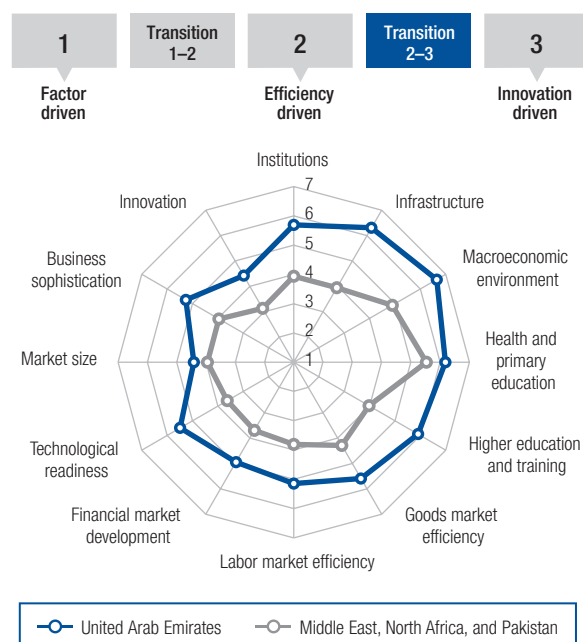 1
Transition
1–2
2
Transition
2–3
3
Factor
driven
Efficiency
driven
Innovation
driven
Institutions
7
Innovation
6
Infrastructure
5
Business
sophistication
4
Macroeconomic
environment
3
2
Market size
1
Health and
primary
education
Technological
readiness
Higher education
and training
Financial market
development
Goods market
efficiency
Labor market efficiency
United Arab Emirates
Middle East, North Africa, and Pakistan